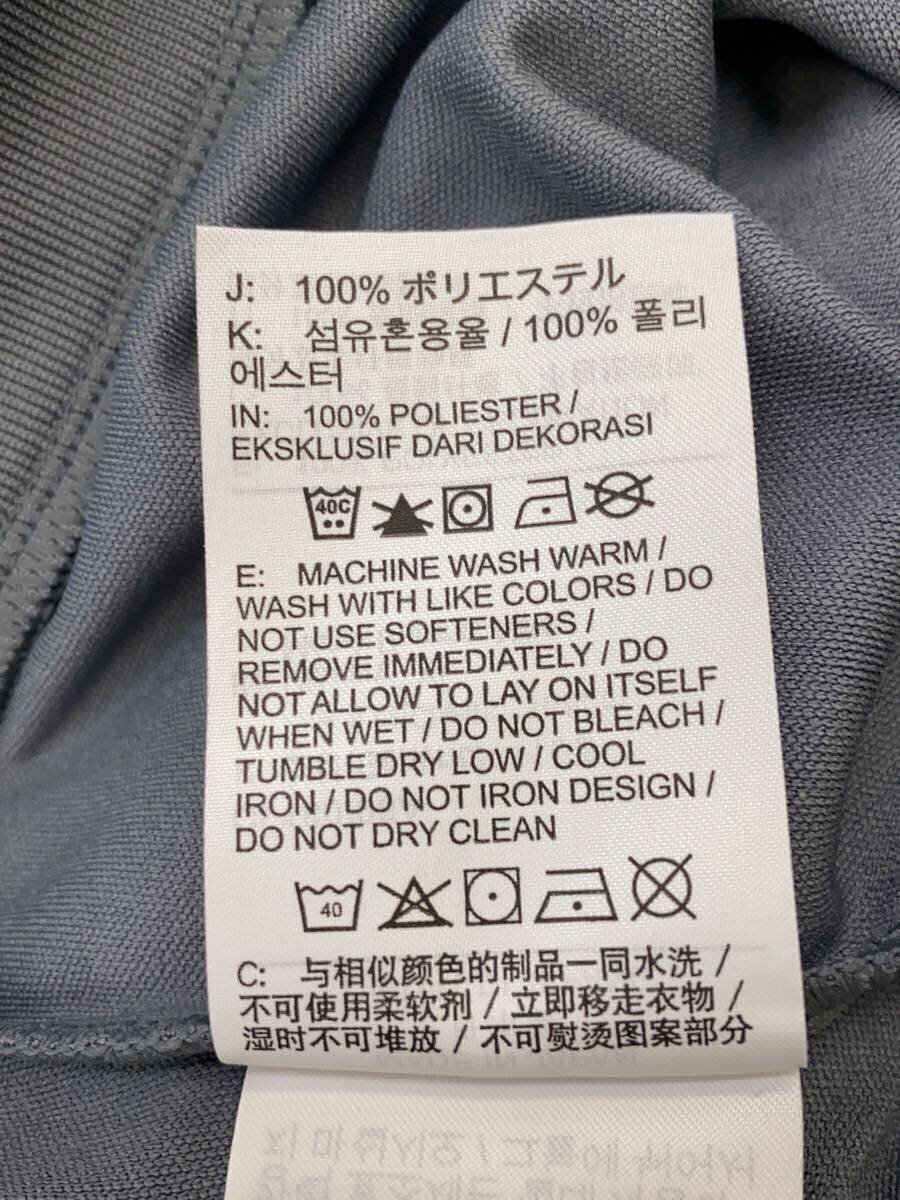 J: 100% ポリエステル
K: 섬유혼용율 / 100% 폴리
에스터
IN: 100% POLIESTER /
EKSKLUSIF DARI DEKORASI
40C
E: MACHINE WASH WARM /
WASH WITH LIKE COLORS / DO
NOT USE SOFTENERS /
REMOVE IMMEDIATELY / DO
NOT ALLOW TO LAY ON ITSELF
WHEN WET / DO NOT BLEACH /
TUMBLE DRY LOW / COOL
IRON / DO NOT IRON DESIGN /
DO NOT DRY CLEAN
40
C: 与相似颜色的制品一同水洗 /
不可使用柔软剂 / 立即移走衣物 /
湿时不可堆放 / 不可熨烫图案部分